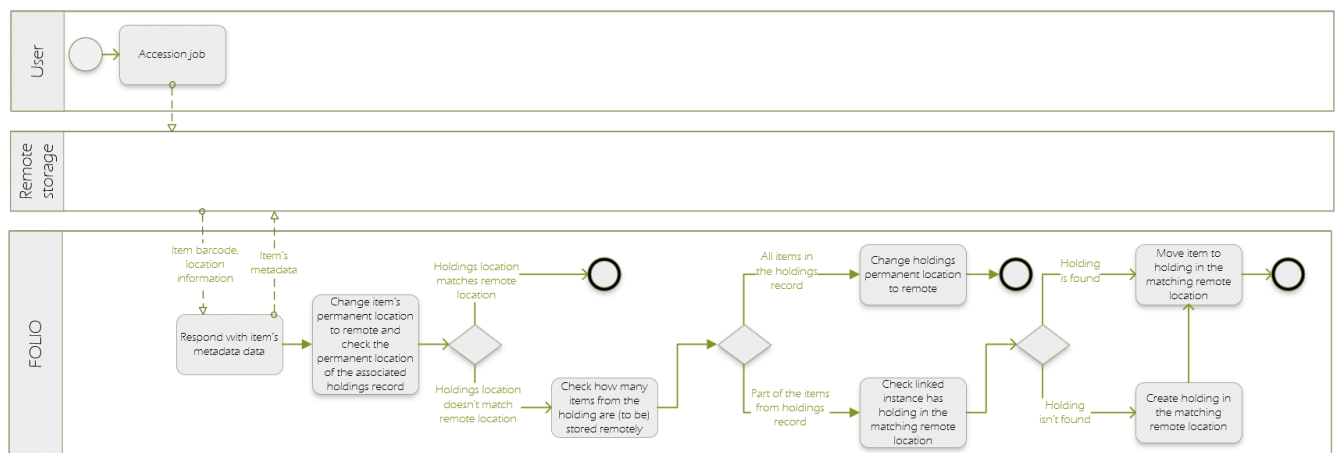 User
Accession job
Remote
storage
FOLIO
Item barcode,
location
information
Item's
metadata
Respond with item's
metadata data
Change item's
permanent location
to remote and
check the
permanent location
of the associated
holdings record
Holdings location
matches remote
location
Holdings location
doesn't match
remote location
Check how many
items from the
holding are (to be)
stored remotely
All items in
the holdings
record
Change holdings
permanent location
to remote
Part of the items
from holdings
record
Check linked
instance has
holding in the
matching remote
location
Holding
is found
Move item to
holding in the
matching remote
location
Holding
isn't found
Create holding in
the matching
remote location